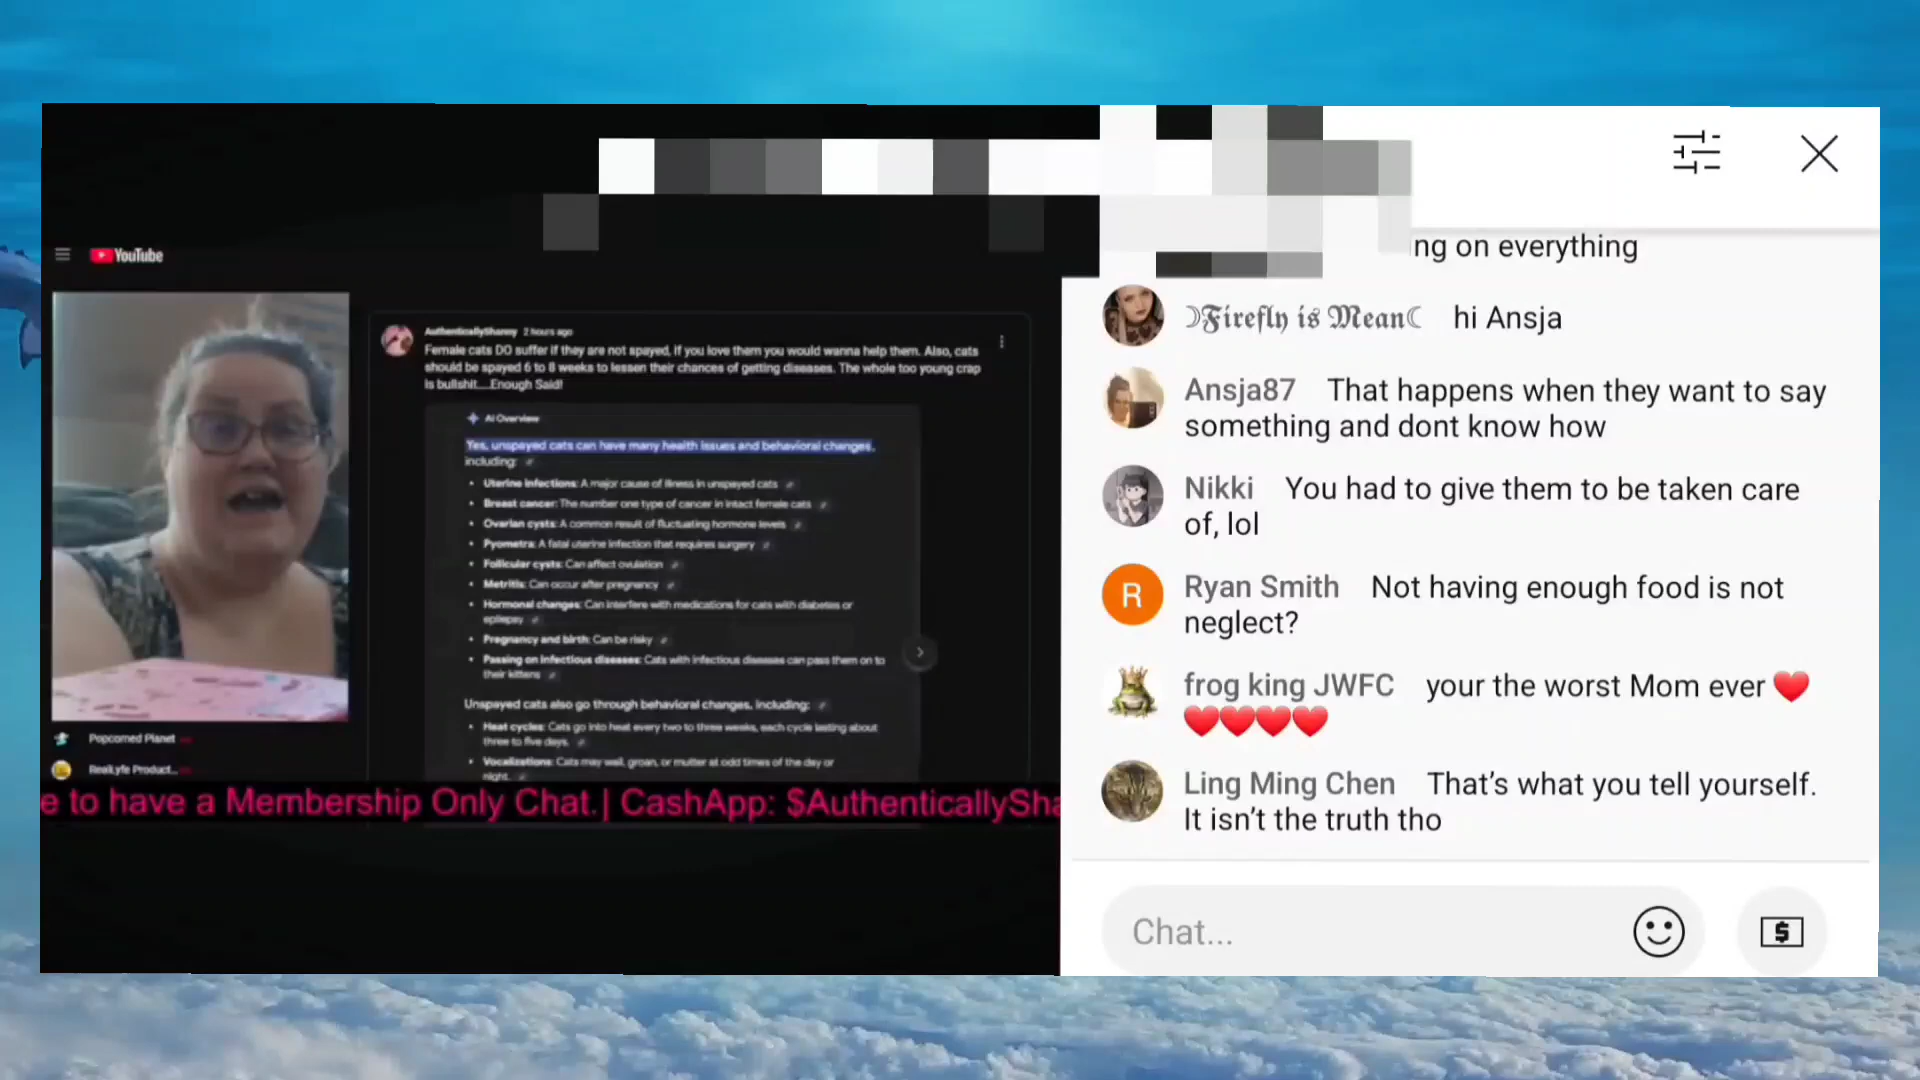 YouTube
AuthenticallyShanny 2 hours ago
Female cats DO suffer if they are not spayed, if you love them you would wanna help them. Also, cats
should be spayed 6 to 8 weeks to lessen their chances of getting diseases. The whole too young crap
is bullshit....Enough Said!
AI Overview
Yes, unspayed cats can have many health issues and behavioral changes,
including:
• Uterine infections: A major cause of illness in unspayed cats
• Breast cancer: The number one type of cancer in intact female cats
• Ovarian cysts: A common result of fluctuating hormone levels
• Pyometra: A fatal uterine infection that requires surgery
• Follicular cysts: Can affect ovulation
• Metritis: Can occur after pregnancy
• Hormonal changes: Can interfere with medications for cats with diabetes or
epilepsy
• Pregnancy and birth: Can be risky
• Passing on infectious diseases: Cats with infectious diseases can pass them on to
their kittens
Unspayed cats also go through behavioral changes, including:
• Heat cycles: Cats go into heat every two to three weeks, each cycle lasting about
three to five days.
• Vocalizations: Cats may wail, groan, or mutter at odd times of the day or
night.
Popcorned Planet
RealLyfe Product...
e to have a Membership Only Chat. | CashApp: $AuthenticallySha
ng on everything
☽𝕱𝖎𝖗𝖊𝖋𝖑𝖞 𝖎𝖘 𝕸𝖊𝖆𝖓☾ hi Ansja
Ansja87 That happens when they want to say
something and dont know how
Nikki You had to give them to be taken care
of, lol
R
Ryan Smith Not having enough food is not
neglect?
frog king JWFC your the worst Mom ever ❤️
❤️❤️❤️❤️
Ling Ming Chen That’s what you tell yourself.
It isn’t the truth tho
Chat...
$